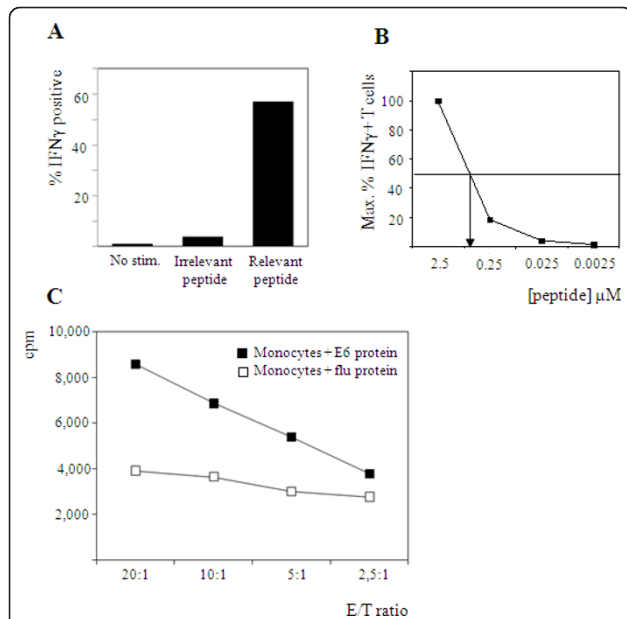 A
% IFNγ positive
60
40
20
No stim.
Irrelevant
peptide
Relevant
peptide
B
Max. % IFNγ+ T cells
100
80
60
40
20
2.5
0.25
0.025
0.0025
[peptide] µM
C
cpm
10,000
8,000
6,000
4,000
2,000
Monocytes + E6 protein
Monocytes + flu protein
20:1
10:1
5:1
2,5:1
E/T ratio